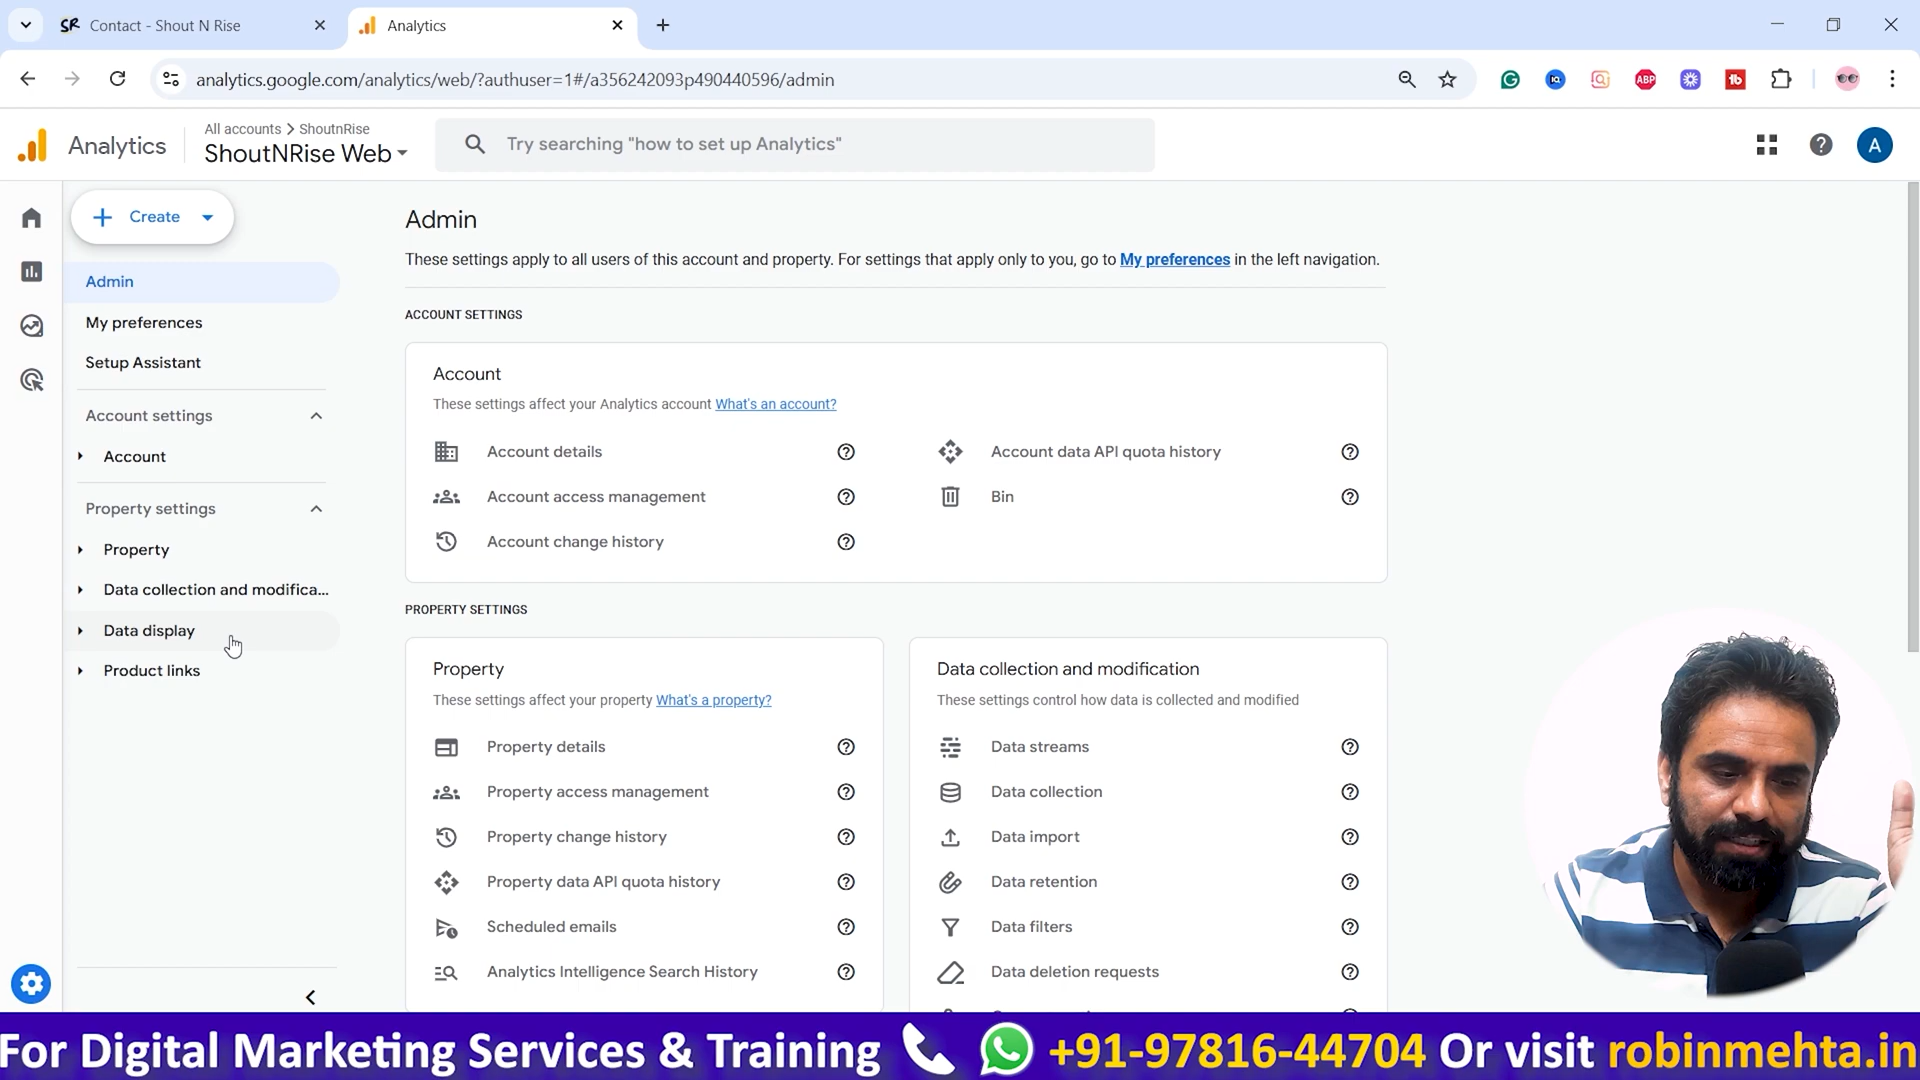 Contact - Shout N Rise
Analytics
analytics.google.com/analytics/web/?authuser=1#/a356242093p490440596/admin
ABP
Analytics
All accounts > ShoutnRise
ShoutNRise Web
Try searching "how to set up Analytics"
A
Create
Admin
My preferences
Setup Assistant
Account settings
Account
Property settings
Property
Data collection and modifica...
Data display
Product links
Admin
These settings apply to all users of this account and property. For settings that apply only to you, go to My preferences in the left navigation.
ACCOUNT SETTINGS
Account
These settings affect your Analytics account What's an account?
Account details
Account data API quota history
Account access management
Bin
Account change history
PROPERTY SETTINGS
Property
These settings affect your property What's a property?
Property details
Property access management
Property change history
Property data API quota history
Scheduled emails
Analytics Intelligence Search History
Data collection and modification
These settings control how data is collected and modified
Data streams
Data collection
Data import
Data retention
Data filters
Data deletion requests
For Digital Marketing Services & Training +91-97816-44704 Or visit robinmehta.in